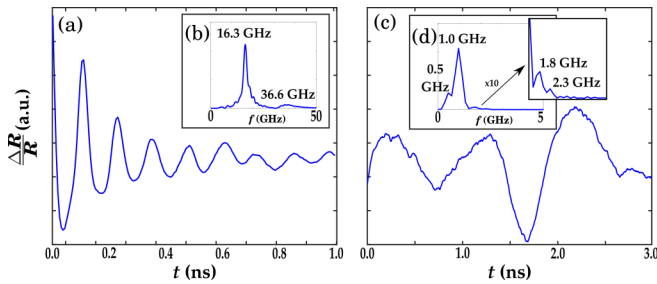 (a)
(b)
16.3 GHz
36.6 GHz
0
50
f (GHz)
ΔR/R (a.u.)
0.0
0.2
0.4
0.6
0.8
1.0
t (ns)
(c)
(d)
1.0 GHz
0.5
GHz
x10
1.8 GHz
2.3 GHz
0
5
f (GHz)
0.0
1.0
2.0
3.0
t (ns)